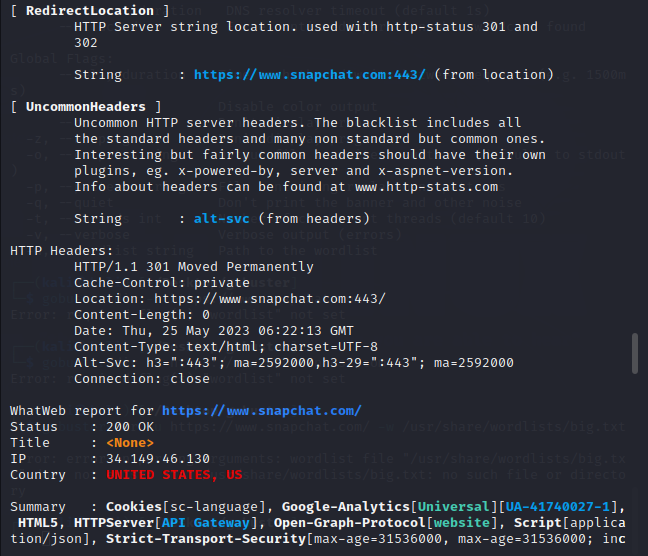 [ RedirectLocation ]
HTTP Server string location. used with http-status 301 and
302
String : https://www.snapchat.com:443/ (from location)
[ UncommonHeaders ]
Uncommon HTTP server headers. The blacklist includes all
the standard headers and many non standard but common ones.
Interesting but fairly common headers should have their own
plugins, eg. x-powered-by, server and x-aspnet-version.
Info about headers can be found at www.http-stats.com
String : alt-svc (from headers)
HTTP Headers:
HTTP/1.1 301 Moved Permanently
Cache-Control: private
Location: https://www.snapchat.com:443/
Content-Length: 0
Date: Thu, 25 May 2023 06:22:13 GMT
Content-Type: text/html; charset=UTF-8
Alt-Svc: h3=":443"; ma=2592000,h3-29=":443"; ma=2592000
Connection: close
WhatWeb report for https://www.snapchat.com/
Status : 200 OK
Title : <None>
IP : 34.149.46.130
Country : UNITED STATES, US
Summary : Cookies[sc-language], Google-Analytics[Universal][UA-41740027-1],
HTML5, HTTPServer[API Gateway], Open-Graph-Protocol[website], Script[applica
tion/json], Strict-Transport-Security[max-age=31536000, max-age=31536000; inc